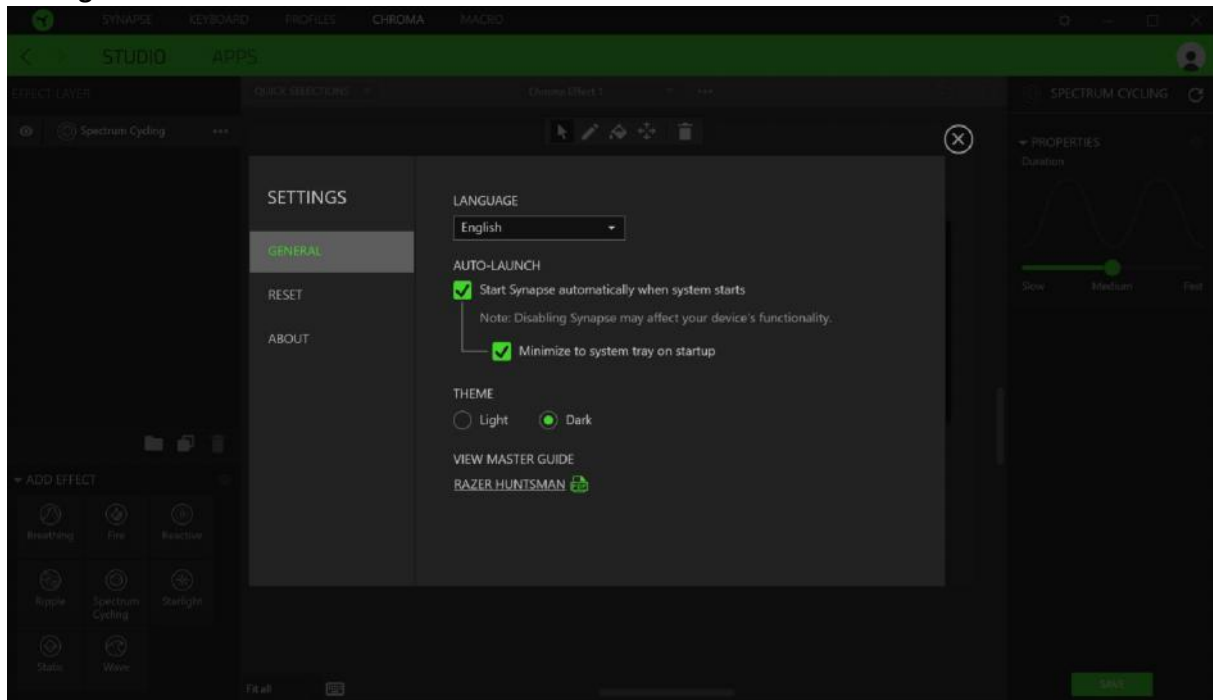 SYNAPSE KEYBOARD PROFILES CHROMA MACRO
STUDIO APPS
EFFECT LAYER
QUICK SELECTIONS
Chroma Effect 1
SPECTRUM CYCLING
Spectrum Cycling
PROPERTIES
Duration
Slow Medium Fast
SETTINGS
GENERAL
RESET
ABOUT
LANGUAGE
English
AUTO-LAUNCH
Start Synapse automatically when system starts
Note: Disabling Synapse may affect your device's functionality.
Minimize to system tray on startup
THEME
Light Dark
VIEW MASTER GUIDE
RAZER HUNTSMAN
ADD EFFECT
Breathing Fire Reactive
Ripple Spectrum Cycling Starlight
Static Wave
Fit all
SAVE